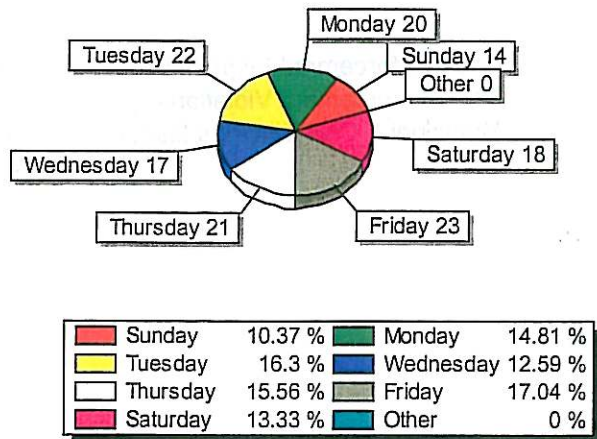 Monday 20
Tuesday 22
Sunday 14
Other 0
Wednesday 17
Saturday 18
Thursday 21
Friday 23
Sunday 10.37 % Monday 14.81 %
Tuesday 16.3 % Wednesday 12.59 %
Thursday 15.56 % Friday 17.04 %
Saturday 13.33 % Other 0 %